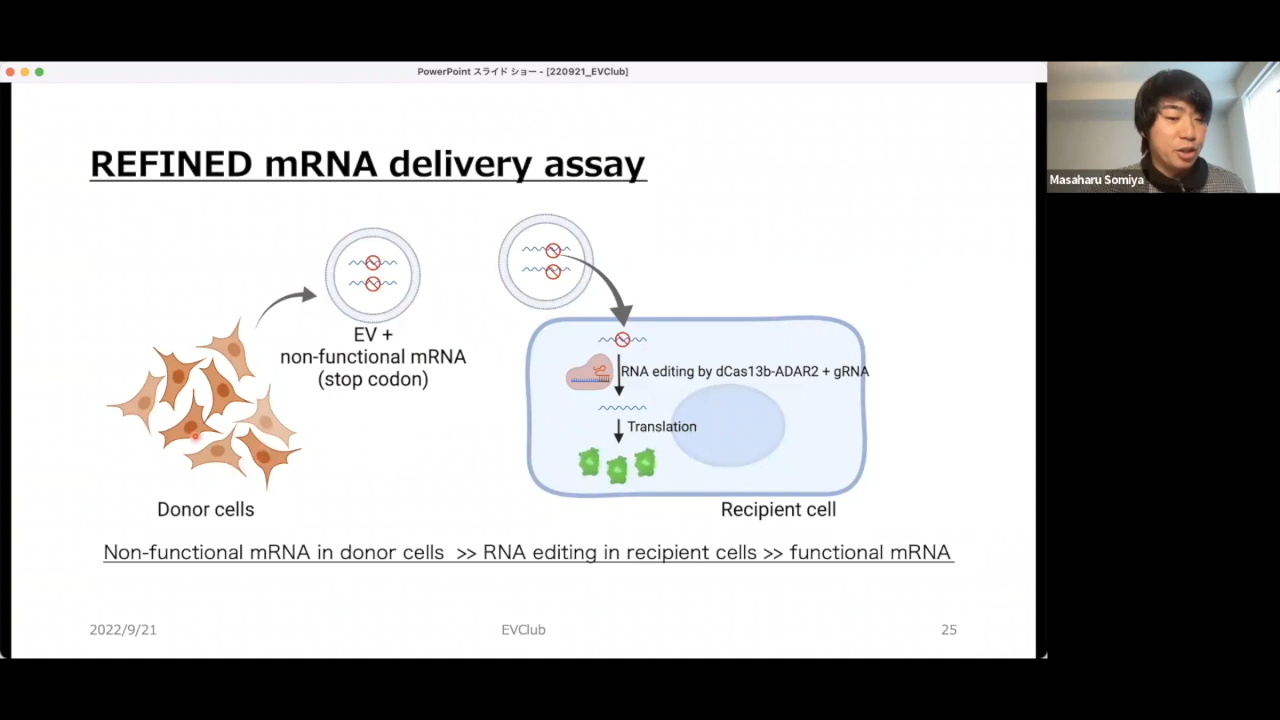 PowerPoint スライド ショー - [220921_EVClub]
Masaharu Somiya
REFINED mRNA delivery assay
EV +
non-functional mRNA
(stop codon)
RNA editing by dCas13b-ADAR2 + gRNA
Translation
Donor cells
Recipient cell
Non-functional mRNA in donor cells >> RNA editing in recipient cells >> functional mRNA
2022/9/21
EVClub
25